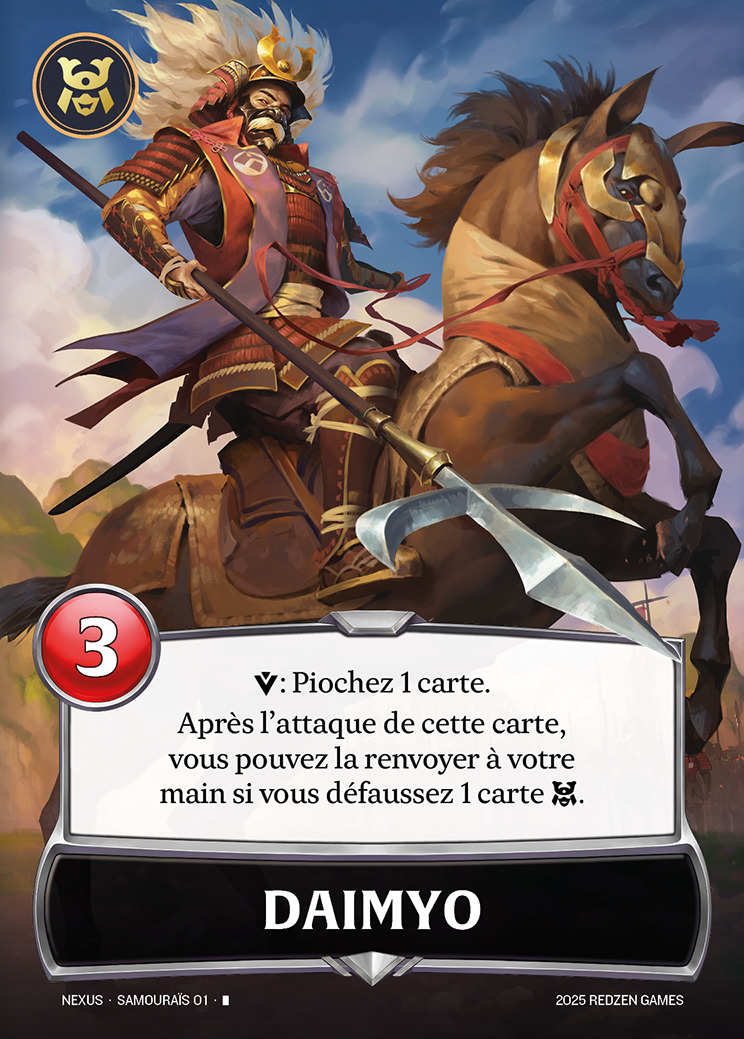 3
: Piochez 1 carte.
Après l’attaque de cette carte,
vous pouvez la renvoyer à votre
main si vous défaussez 1 carte .
DAIMYO
NEXUS · SAMOURAÏS 01 ·
2025 REDZEN GAMES